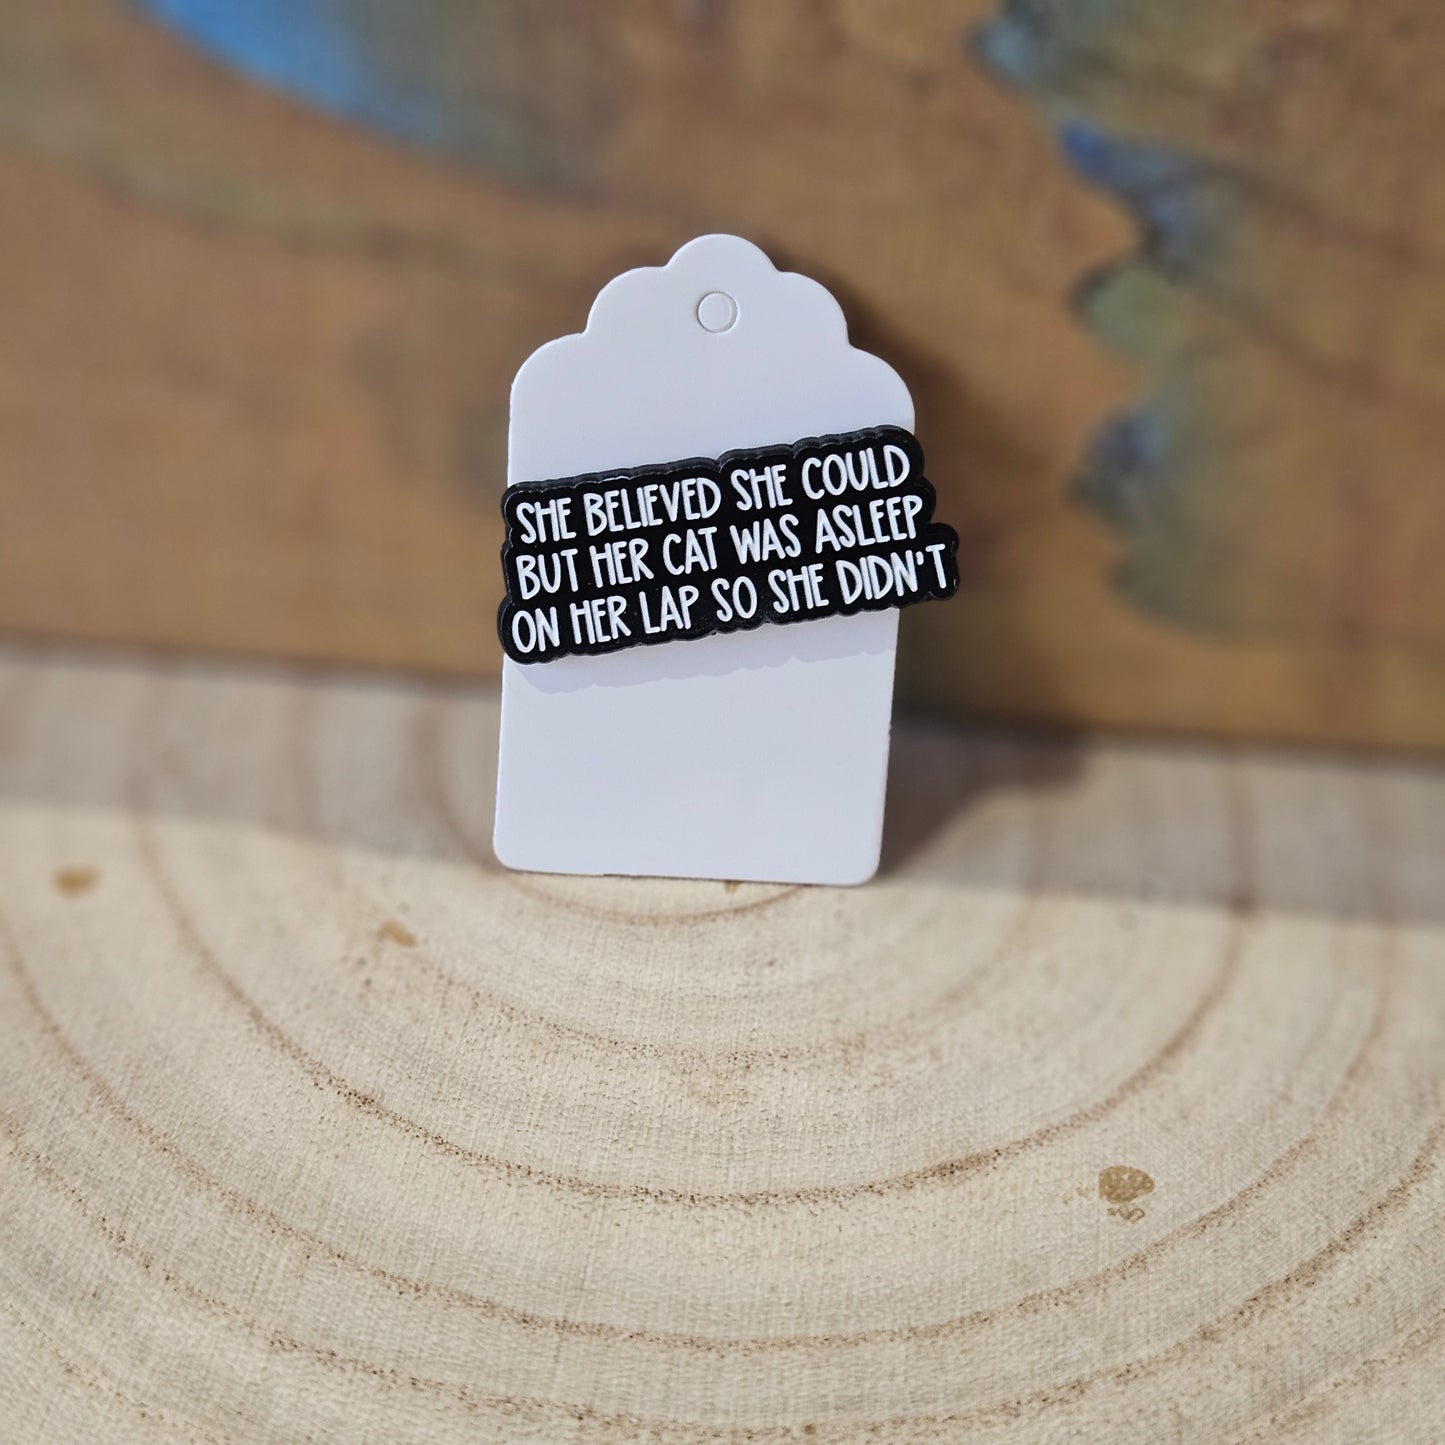 SHE BELIEVED SHE COULD
BUT HER CAT WAS ASLEEP
ON HER LAP SO SHE DIDN'T